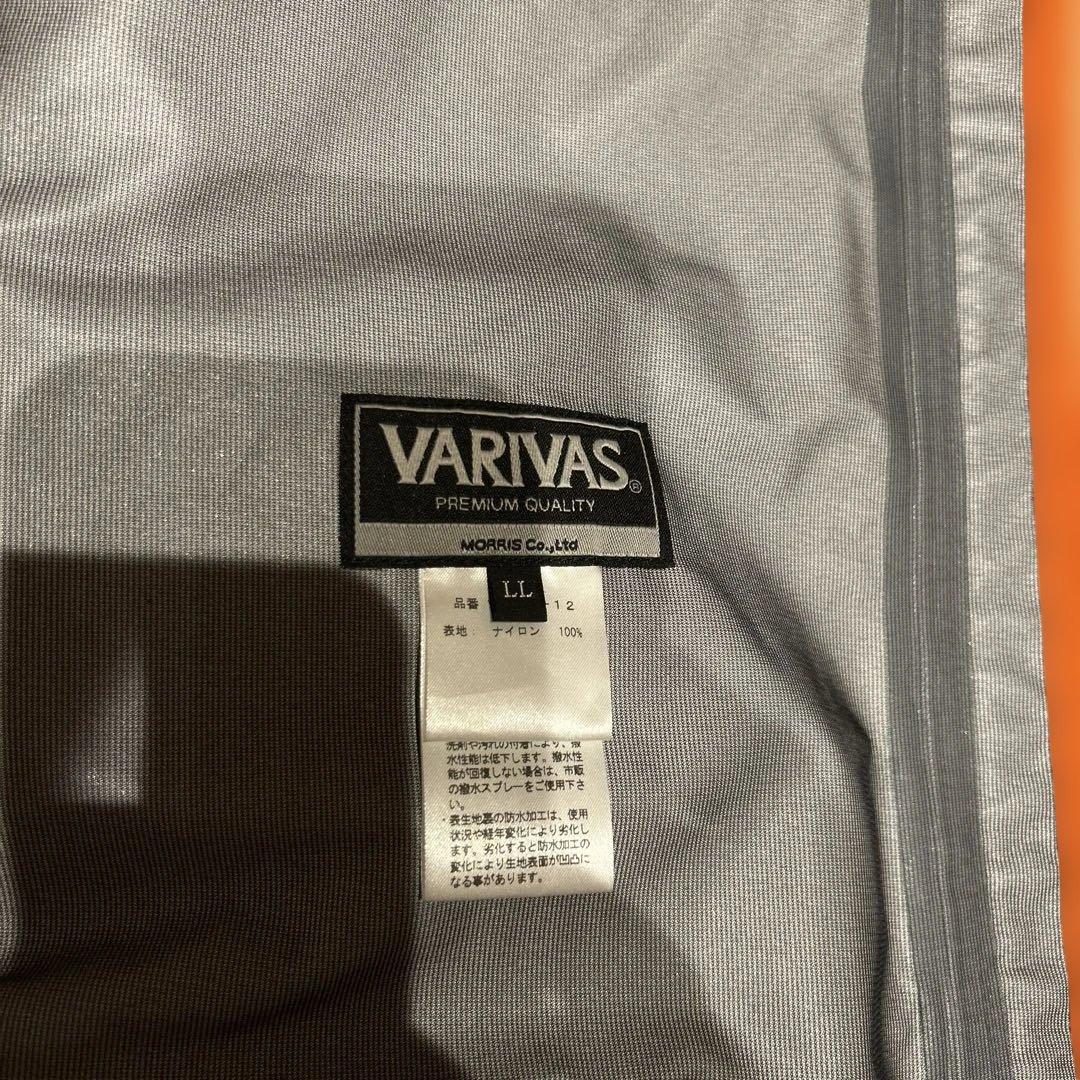 VARIVAS®
PREMIUM QUALITY
MORRIS Co.,Ltd
LL
品番 -12
表地： ナイロン 100%
洗剤や汚れの付着により、撥
水性能は低下します。撥水性
能が回復しない場合は、市販
の撥水スプレーをご使用下さ
い。
・表生地裏の防水加工は、使用
状況や経年変化により劣化し
ます。劣化すると防水加工の
変化により生地表面が凹凸に
なる事があります。